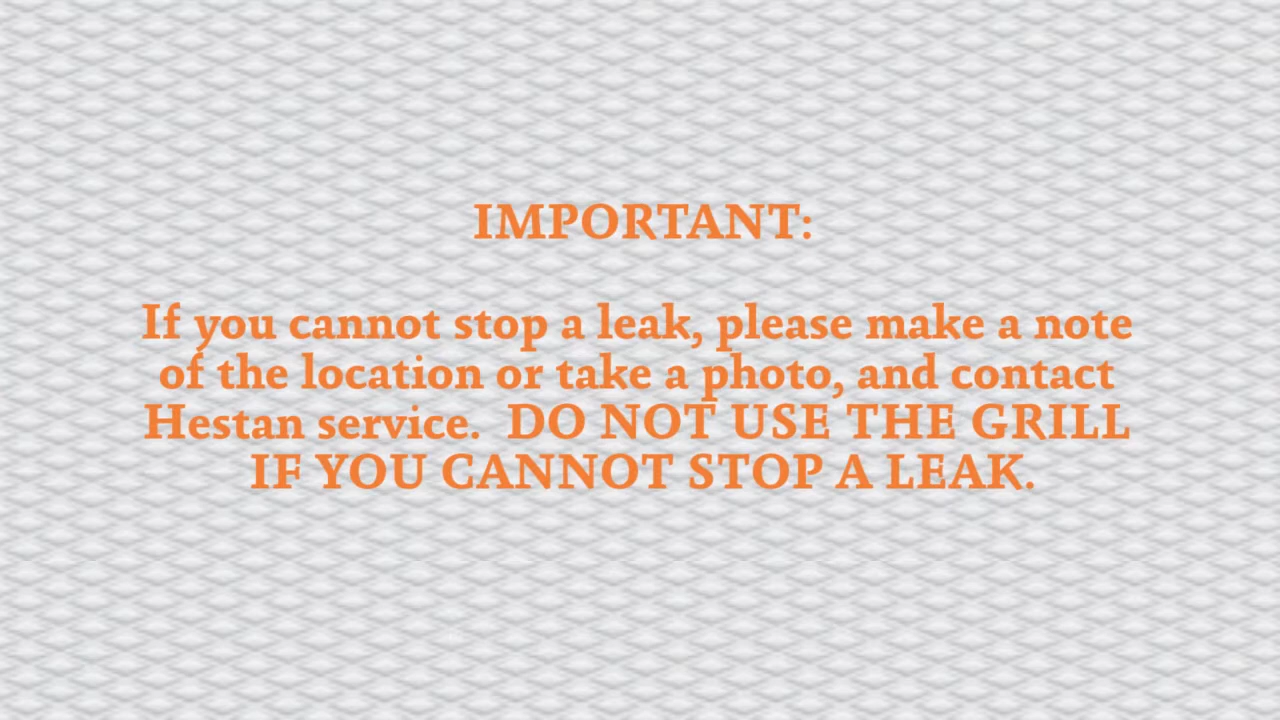 IMPORTANT:
If you cannot stop a leak, please make a note
of the location or take a photo, and contact
Hestan service.  DO NOT USE THE GRILL
IF YOU CANNOT STOP A LEAK.